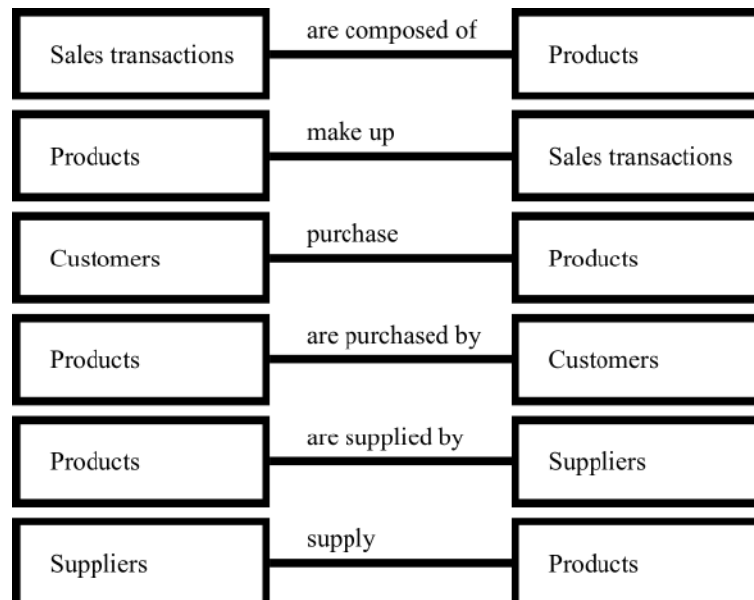 Sales transactions are composed of Products
Products make up Sales transactions
Customers purchase Products
Products are purchased by Customers
Products are supplied by Suppliers
Suppliers supply Products